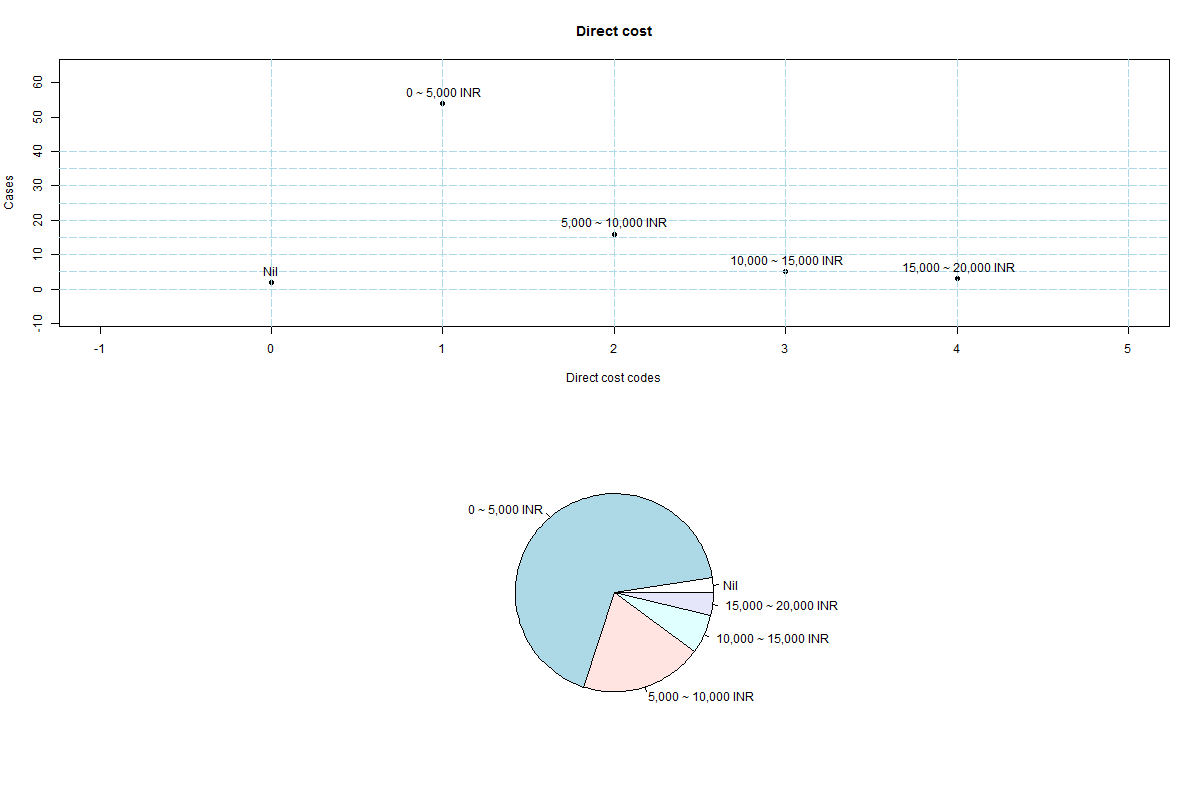 Direct cost
60
50
40
30
20
10
0
-10
Cases
0 ~ 5,000 INR
5,000 ~ 10,000 INR
10,000 ~ 15,000 INR
15,000 ~ 20,000 INR
Nil
-1 0 1 2 3 4 5
Direct cost codes
0 ~ 5,000 INR
Nil
15,000 ~ 20,000 INR
10,000 ~ 15,000 INR
5,000 ~ 10,000 INR